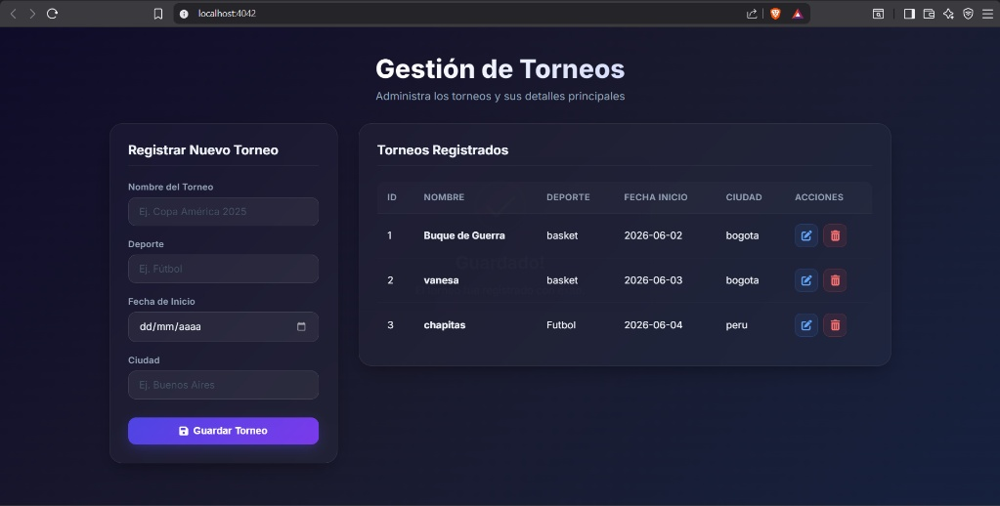 localhost:4042
Gestión de Torneos
Administra los torneos y sus detalles principales
Registrar Nuevo Torneo
Nombre del Torneo
Ej. Copa América 2025
Deporte
Ej. Fútbol
Fecha de Inicio
dd/mm/aaaa
Ciudad
Ej. Buenos Aires
Guardar Torneo
Torneos Registrados
ID NOMBRE DEPORTE FECHA INICIO CIUDAD ACCIONES
1 Buque de Guerra basket 2026-06-02 bogota
Guardado!
2 vanesa basket 2026-06-03 bogota
3 chapitas Futbol 2026-06-04 peru